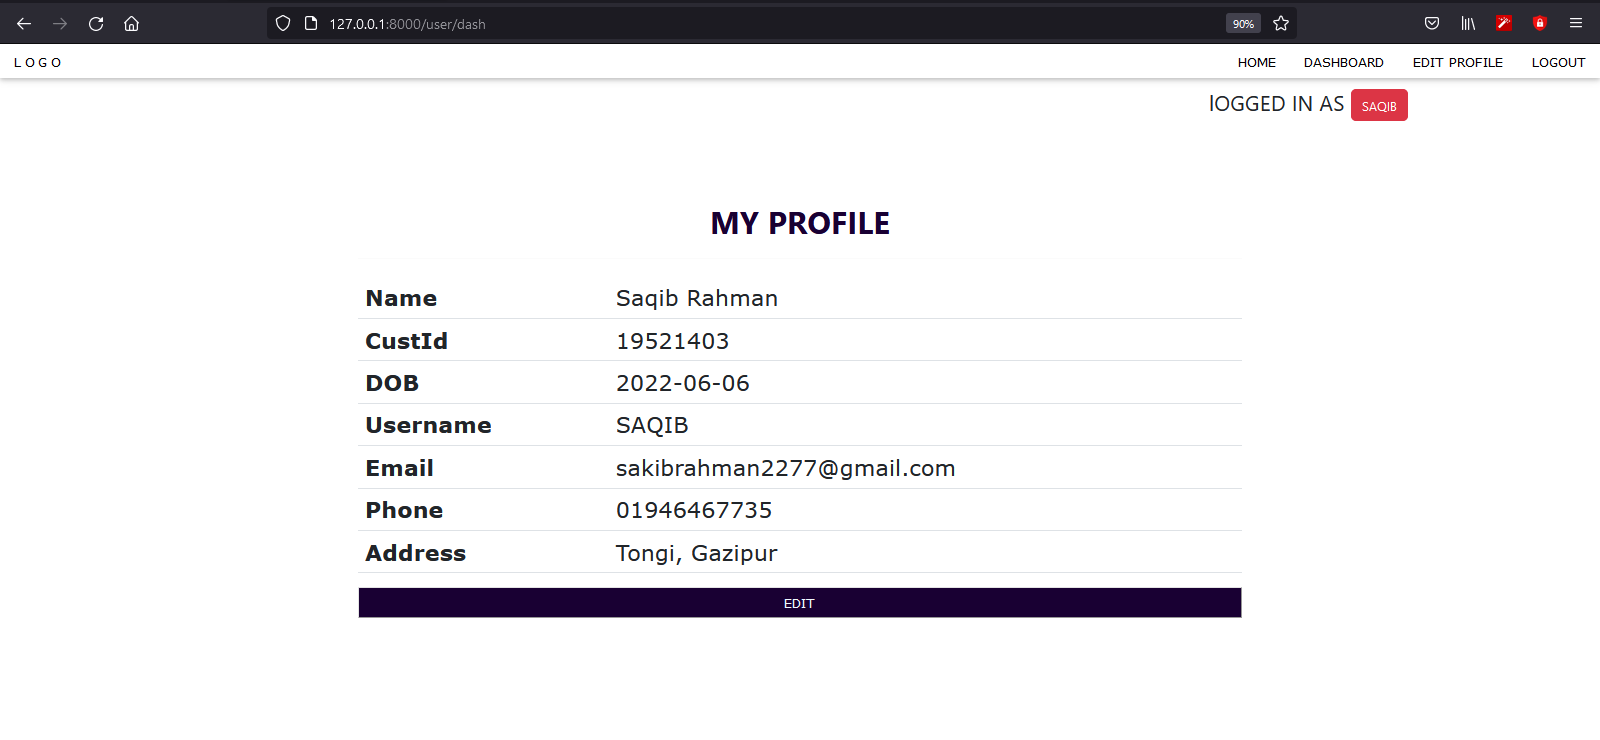 127.0.0.1:8000/user/dash 90%
LOGO HOME DASHBOARD EDIT PROFILE LOGOUT
lOGGED IN AS SAQIB
MY PROFILE
Name Saqib Rahman
CustId 19521403
DOB 2022-06-06
Username SAQIB
Email sakibrahman2277@gmail.com
Phone 01946467735
Address Tongi, Gazipur
EDIT